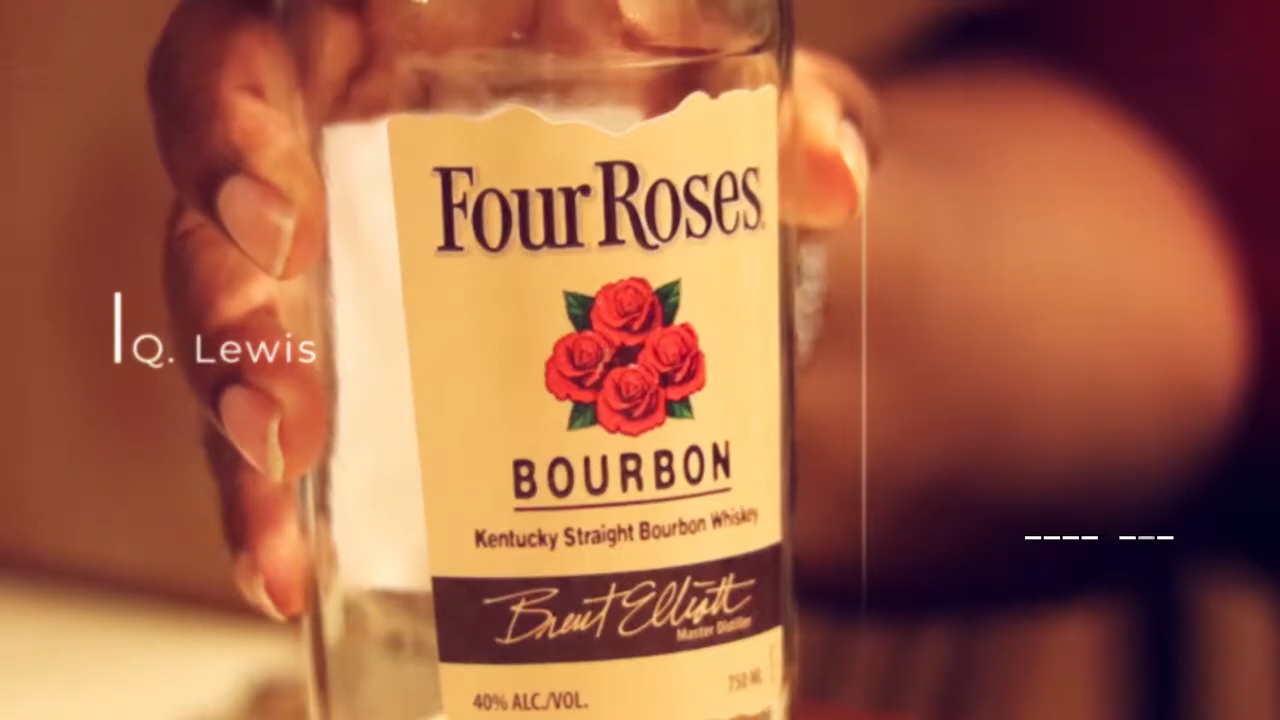 Four Roses
BOURBON
Kentucky Straight Bourbon Whiskey
Brent Elliott
Master Distiller
40% ALC./VOL.
750 ML
Q. Lewis